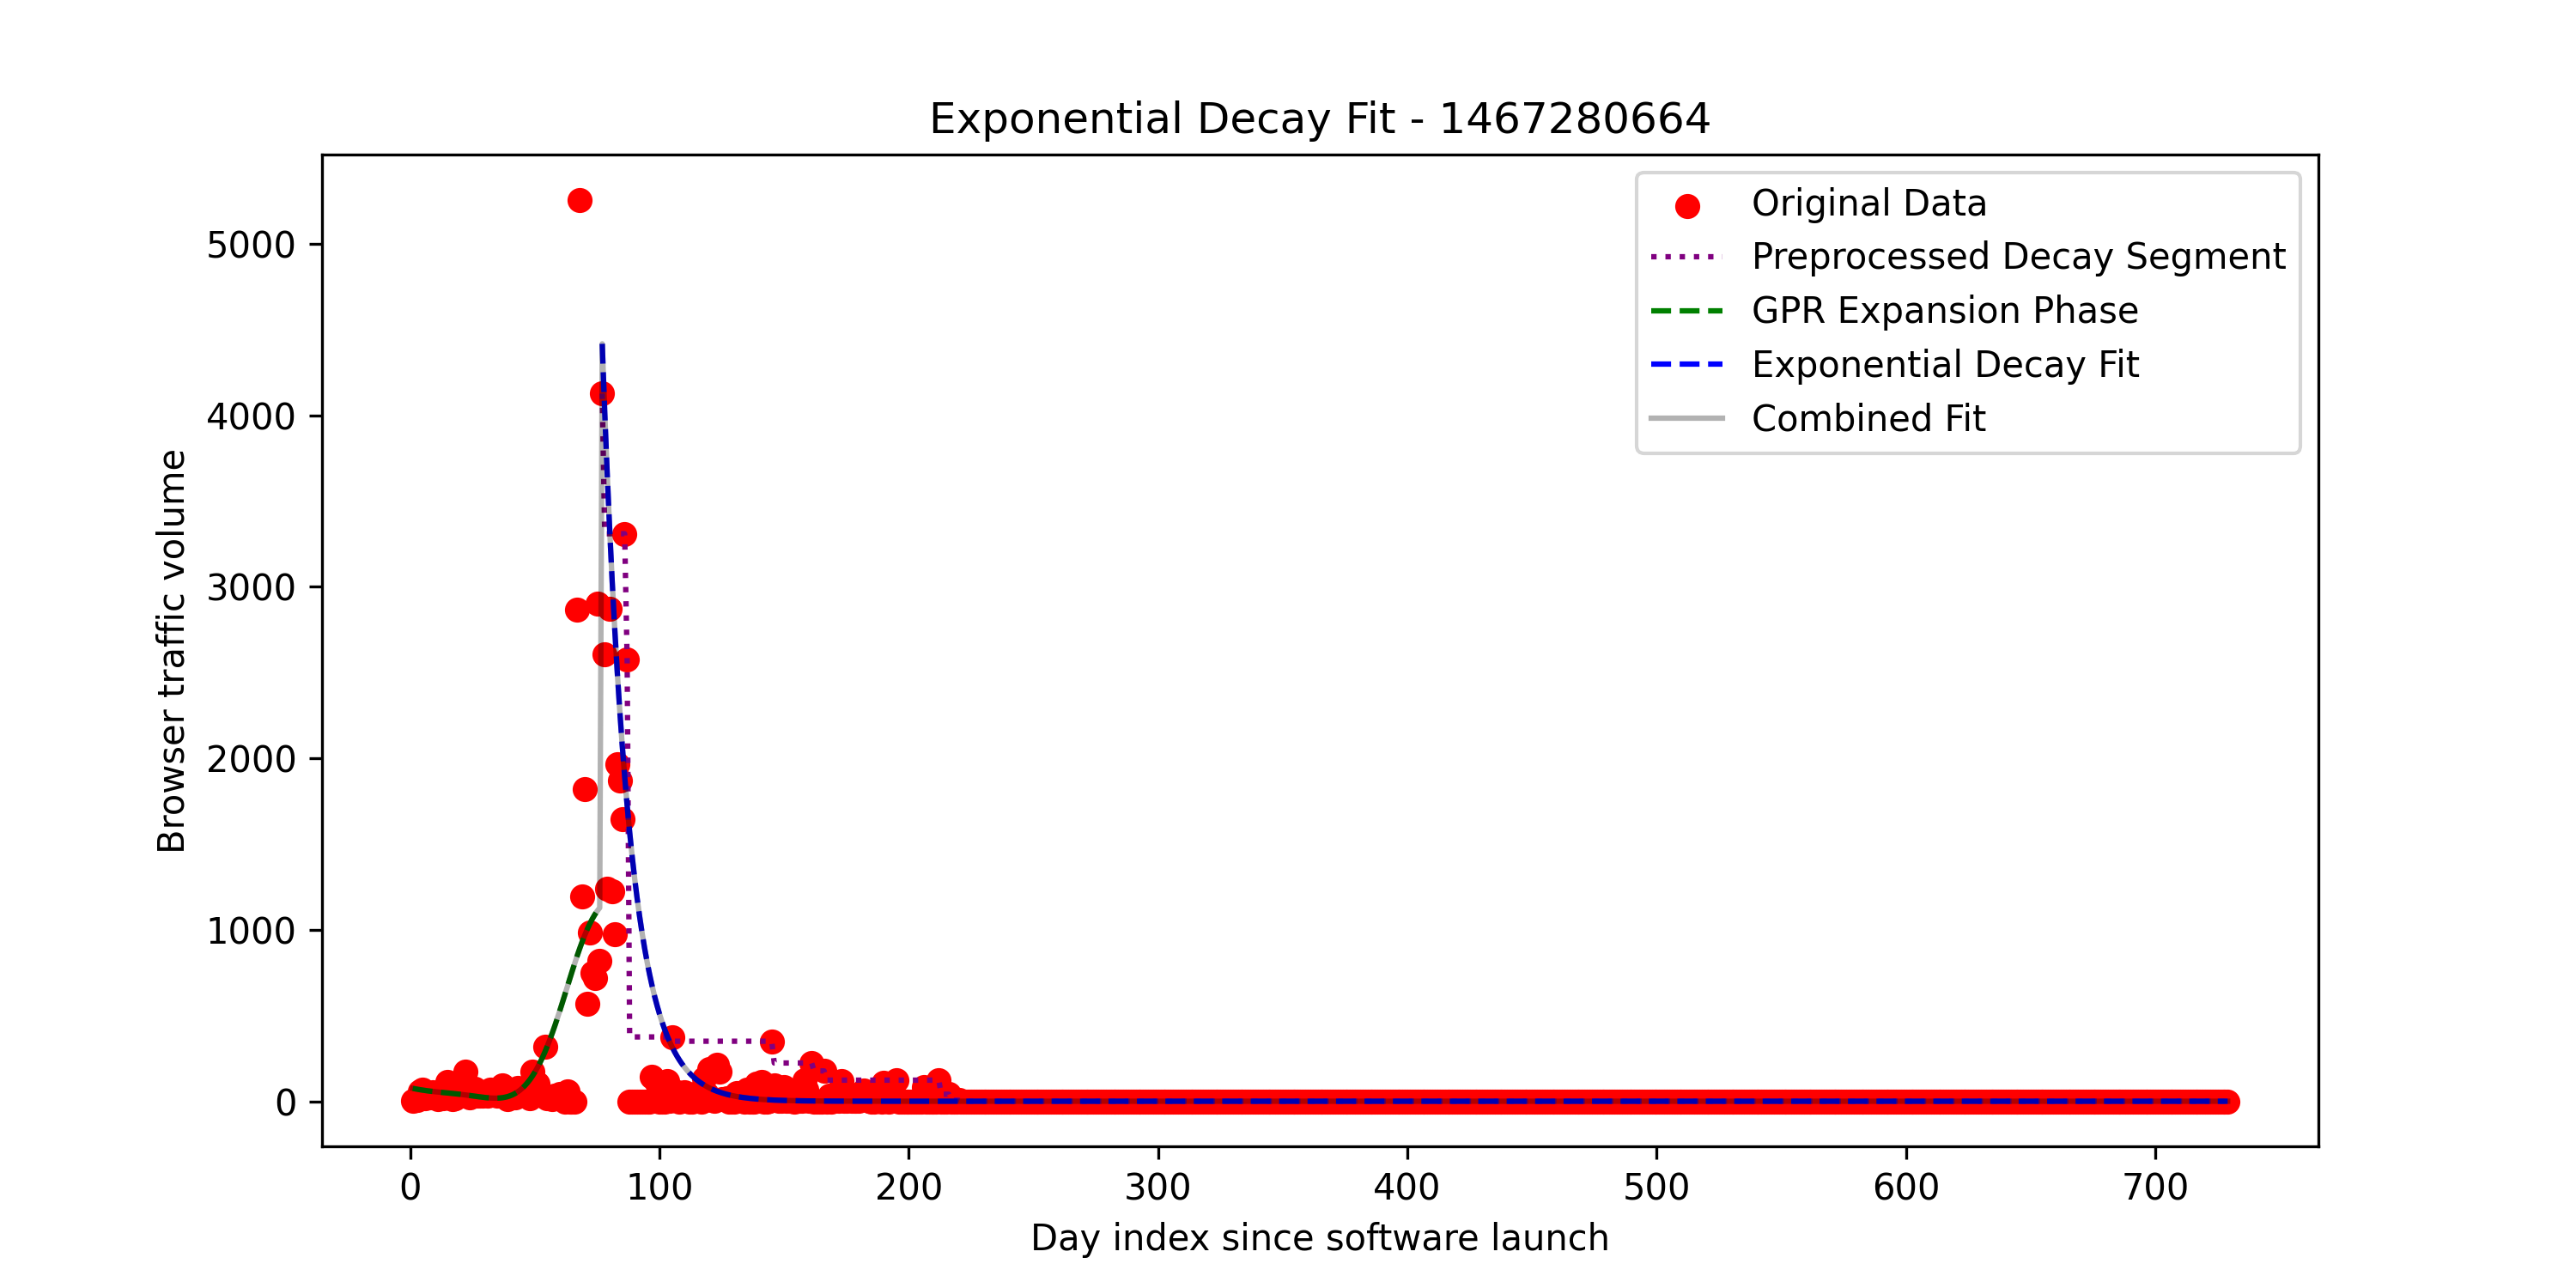 Exponential Decay Fit - 1467280664
Original Data
Preprocessed Decay Segment
GPR Expansion Phase
Exponential Decay Fit
Combined Fit
Browser traffic volume
5000
4000
3000
2000
1000
0
0 100 200 300 400 500 600 700
Day index since software launch